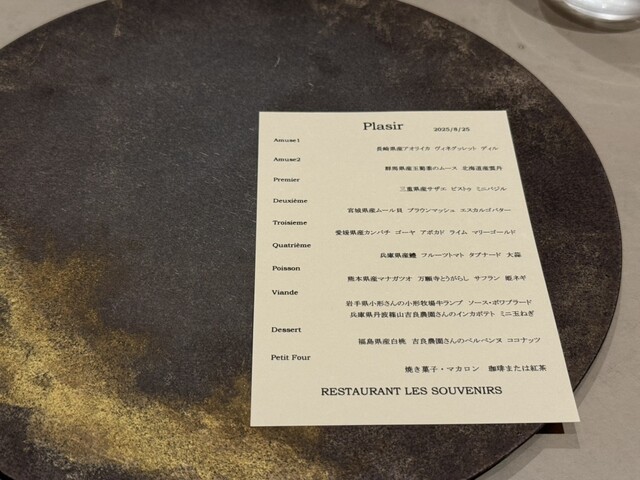 Plasir 2025/8/25
Amuse1
長崎県産アオリイカ ヴィネグレット ディル
Amuse2
群馬県産玉蜀黍のムース 北海道産雲丹
Premier
三重県産サザエ ピストゥ ミニバジル
Deuxième
宮城県産ムール貝 ブラウンマッシュ エスカルゴバター
Troisieme
愛媛県産カンパチ ゴーヤ アボカド ライム マリーゴールド
Quatrième
兵庫県産鱧 フルーツトマト タプナード 大蒜
Poisson
熊本県産マナガツオ 万願寺とうがらし サフラン 姫ネギ
Viande
岩手県小形さんの小形牧場牛ランプ ソース・ポワブラード
兵庫県丹波篠山吉良農園さんのインカポテト ミニ玉ねぎ
Dessert
福島県産白桃 吉良農園さんのベルベンヌ ココナッツ
Petit Four
焼き菓子・マカロン 珈琲または紅茶
RESTAURANT LES SOUVENIRS